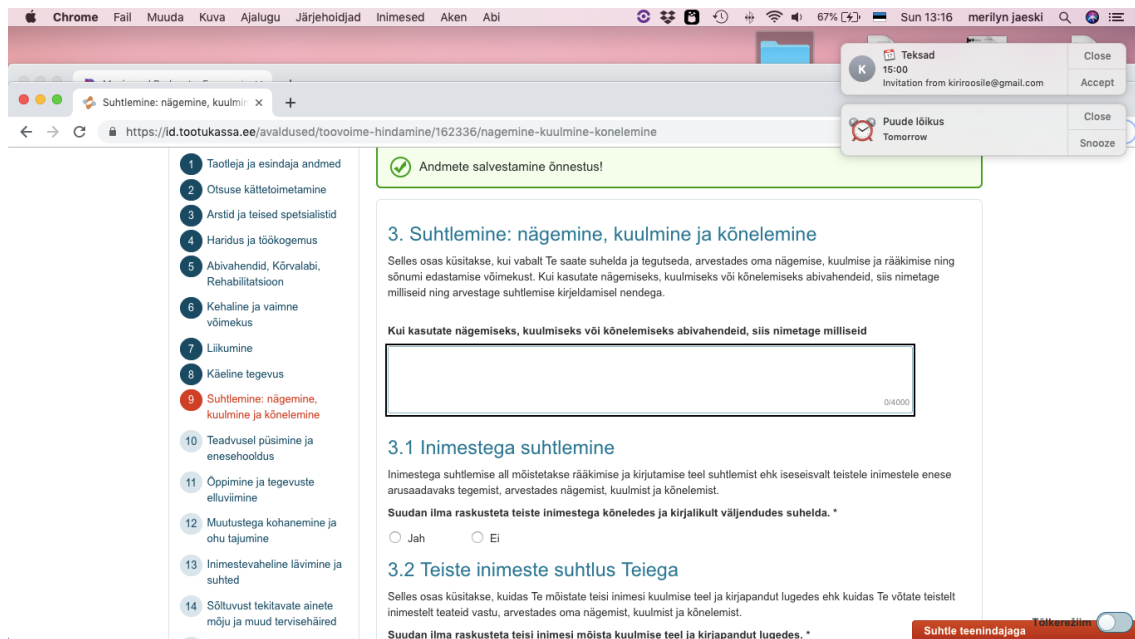 Chrome Fail Muuda Kuva Ajalugu Järjehoidjad Inimesed Aken Abi 67% Sun 13:16 merilyn jaeski
Teksad
Close
K
15:00
Invitation from kiriroosile@gmail.com
Accept
Suhtlemine: nägemine, kuulmin
Puude lõikus
Close
Tomorrow
Snooze
https://id.tootukassa.ee/avaldused/toovoime-hindamine/162336/nagemine-kuulmine-konelemine
1 Taotleja ja esindaja andmed
2 Otsuse kättetoimetamine
3 Arstid ja teised spetsialistid
4 Haridus ja töökogemus
5 Abivahendid, Kõrvalabi,
Rehabilitatsioon
6 Kehaline ja vaimne
võimekus
7 Liikumine
8 Käeline tegevus
9 Suhtlemine: nägemine,
kuulmine ja kõnelemine
10 Teadvusel püsimine ja
enesehooldus
11 Õppimine ja tegevuste
elluviimine
12 Muutustega kohanemine ja
ohu tajumine
13 Inimestevaheline lävimine ja
suhted
14 Sõltuvust tekitavate ainete
mõju ja muud tervisehäired
Andmete salvestamine õnnestus!
3. Suhtlemine: nägemine, kuulmine ja kõnelemine
Selles osas küsitakse, kui vabalt Te saate suhelda ja tegutseda, arvestades oma nägemise, kuulmise ja rääkimise ning
sõnumi edastamise võimekust. Kui kasutate nägemiseks, kuulmiseks või kõnelemiseks abivahendeid, siis nimetage
milliseid ning arvestage suhtlemise kirjeldamisel nendega.
Kui kasutate nägemiseks, kuulmiseks või kõnelemiseks abivahendeid, siis nimetage milliseid
0/4000
3.1 Inimestega suhtlemine
Inimestega suhtlemise all mõistetakse rääkimise ja kirjutamise teel suhtlemist ehk iseseisvalt teistele inimestele enese
arusaadavaks tegemist, arvestades nägemist, kuulmist ja kõnelemist.
Suudan ilma raskusteta teiste inimestega kõneledes ja kirjalikult väljendudes suhelda. *
Jah Ei
3.2 Teiste inimeste suhtlus Teiega
Selles osas küsitakse, kuidas Te mõistate teisi inimesi kuulmise teel ja kirjapandut lugedes ehk kuidas Te võtate teistelt
inimestelt teateid vastu, arvestades oma nägemist, kuulmist ja kõnelemist.
Suudan ilma raskusteta teisi inimesi mõista kuulmise teel ja kirjapandut lugedes. *
Tõlkerežiim
Suhtle teenindajaga